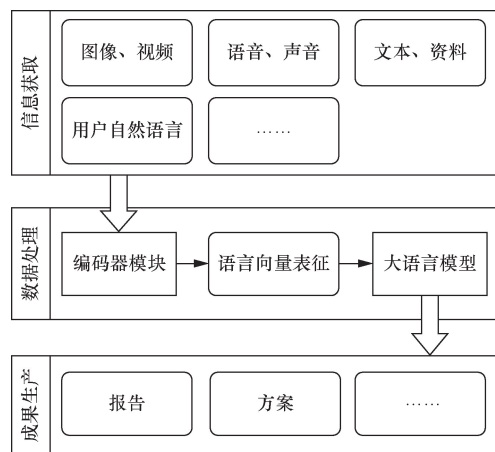 信息获取
图像、视频
语音、声音
文本、资料
用户自然语言
……
数据处理
编码器模块
语言向量表征
大语言模型
成果生产
报告
方案
……